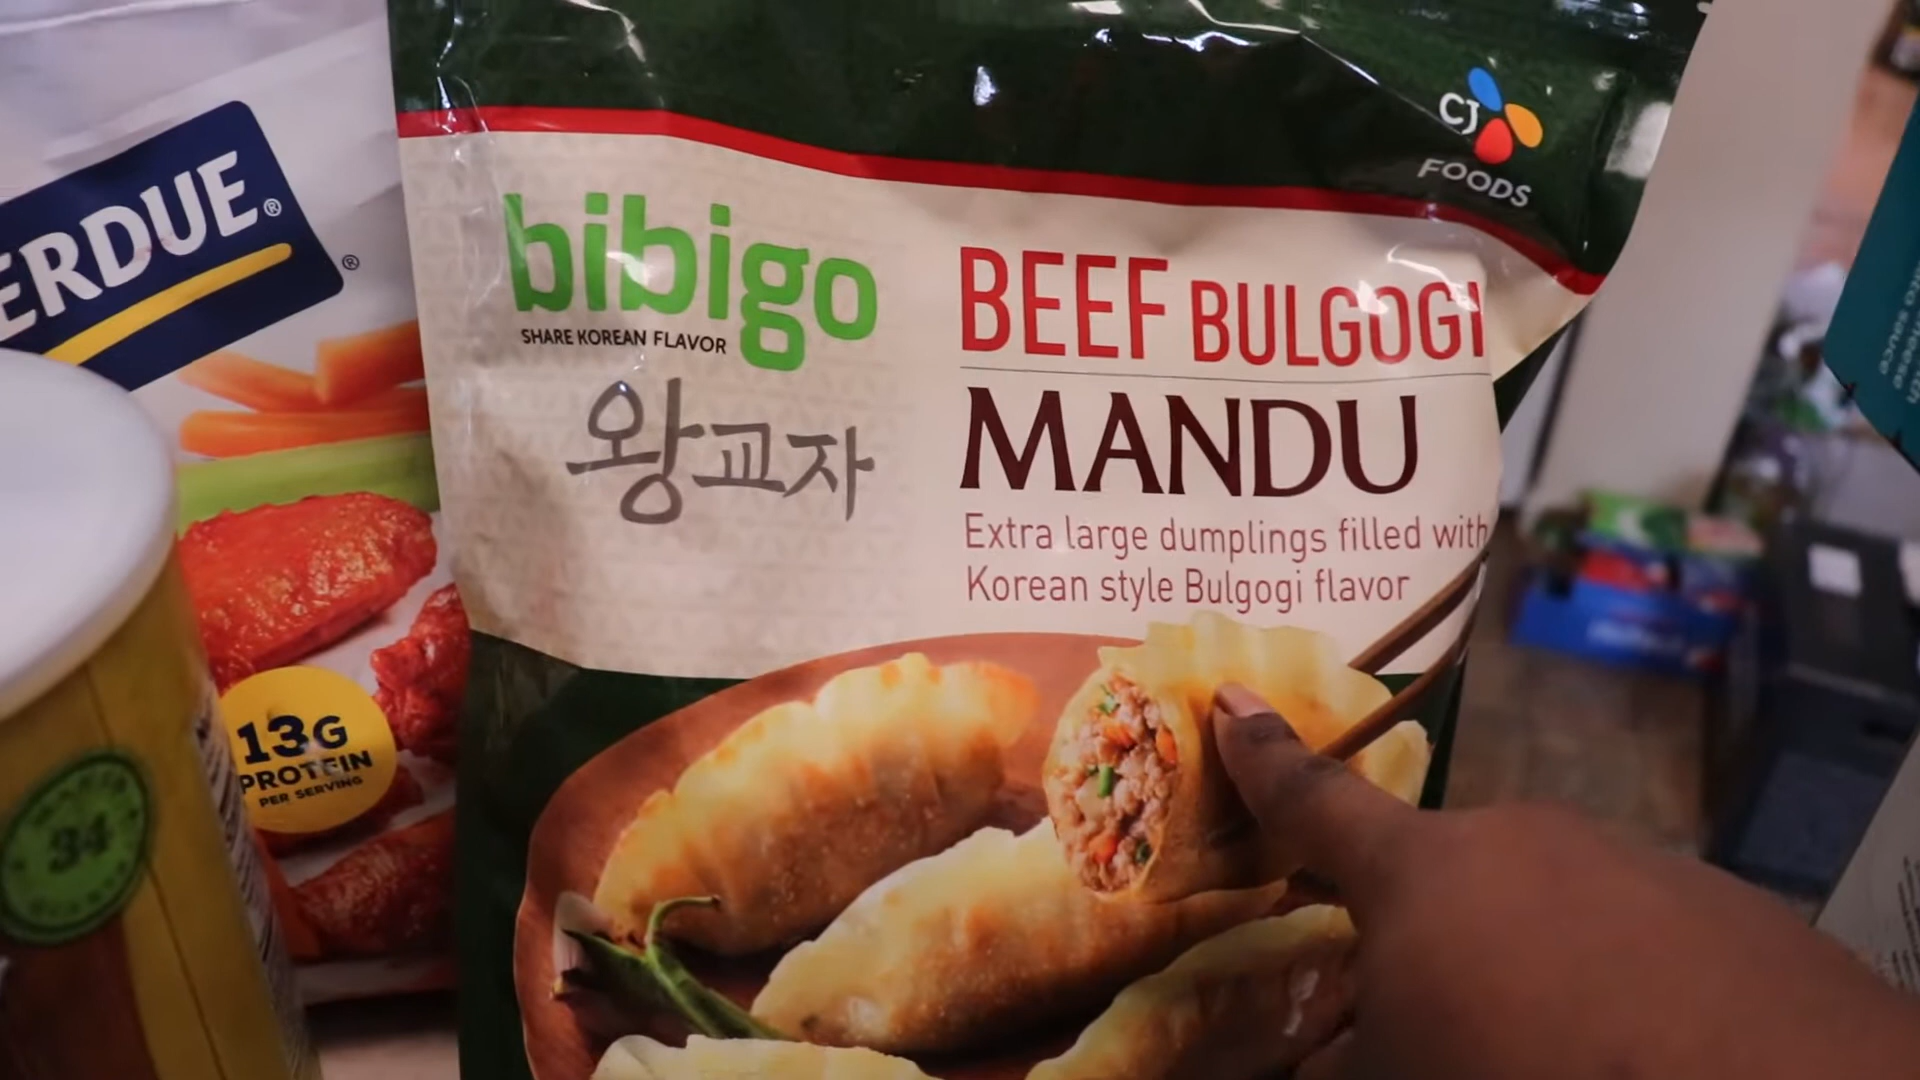 ERDUE®
®
13G
PROTEIN
PER SERVING
34
CJ
FOODS
bibigo
SHARE KOREAN FLAVOR
왕교자
BEEF BULGOGI
MANDU
Extra large dumplings filled with
Korean style Bulgogi flavor